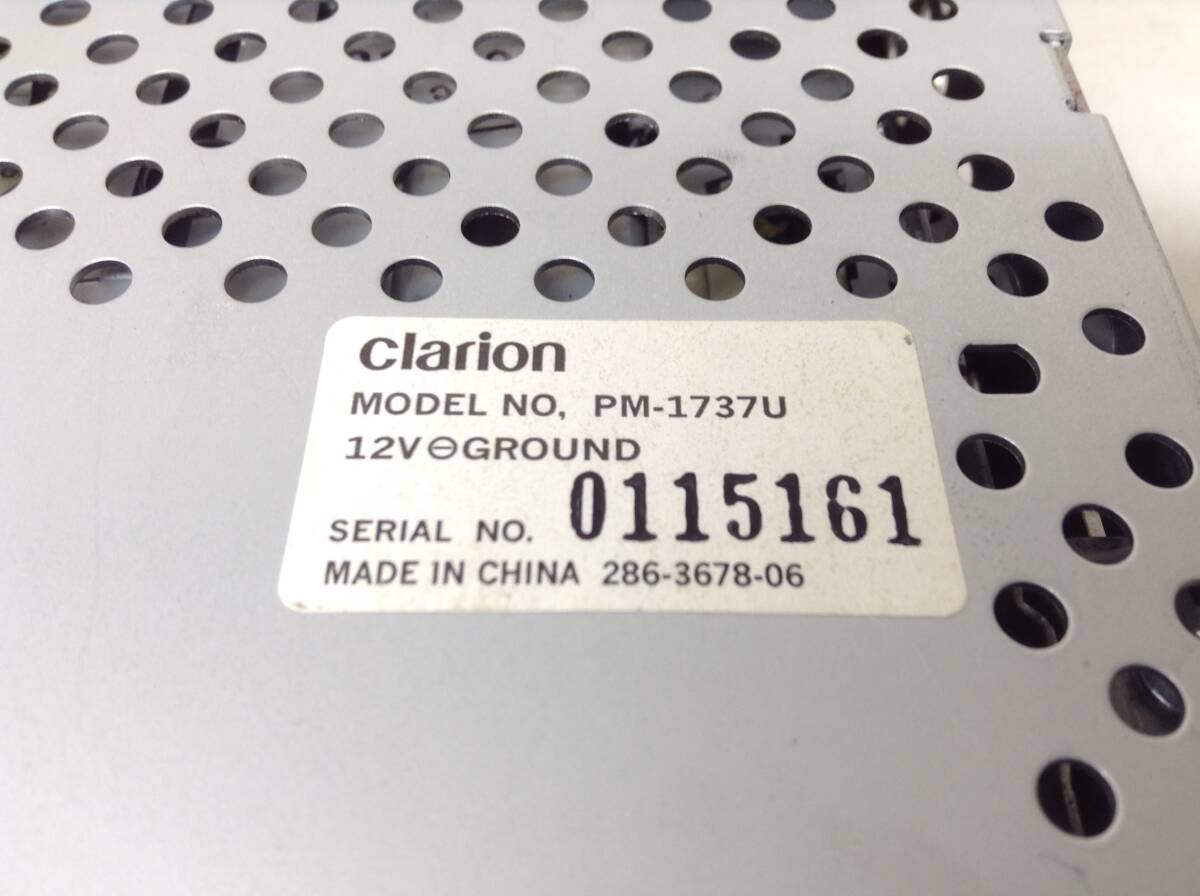 clarion
MODEL NO, PM-1737U
12V⊖GROUND
SERIAL NO. 0115161
MADE IN CHINA 286-3678-06